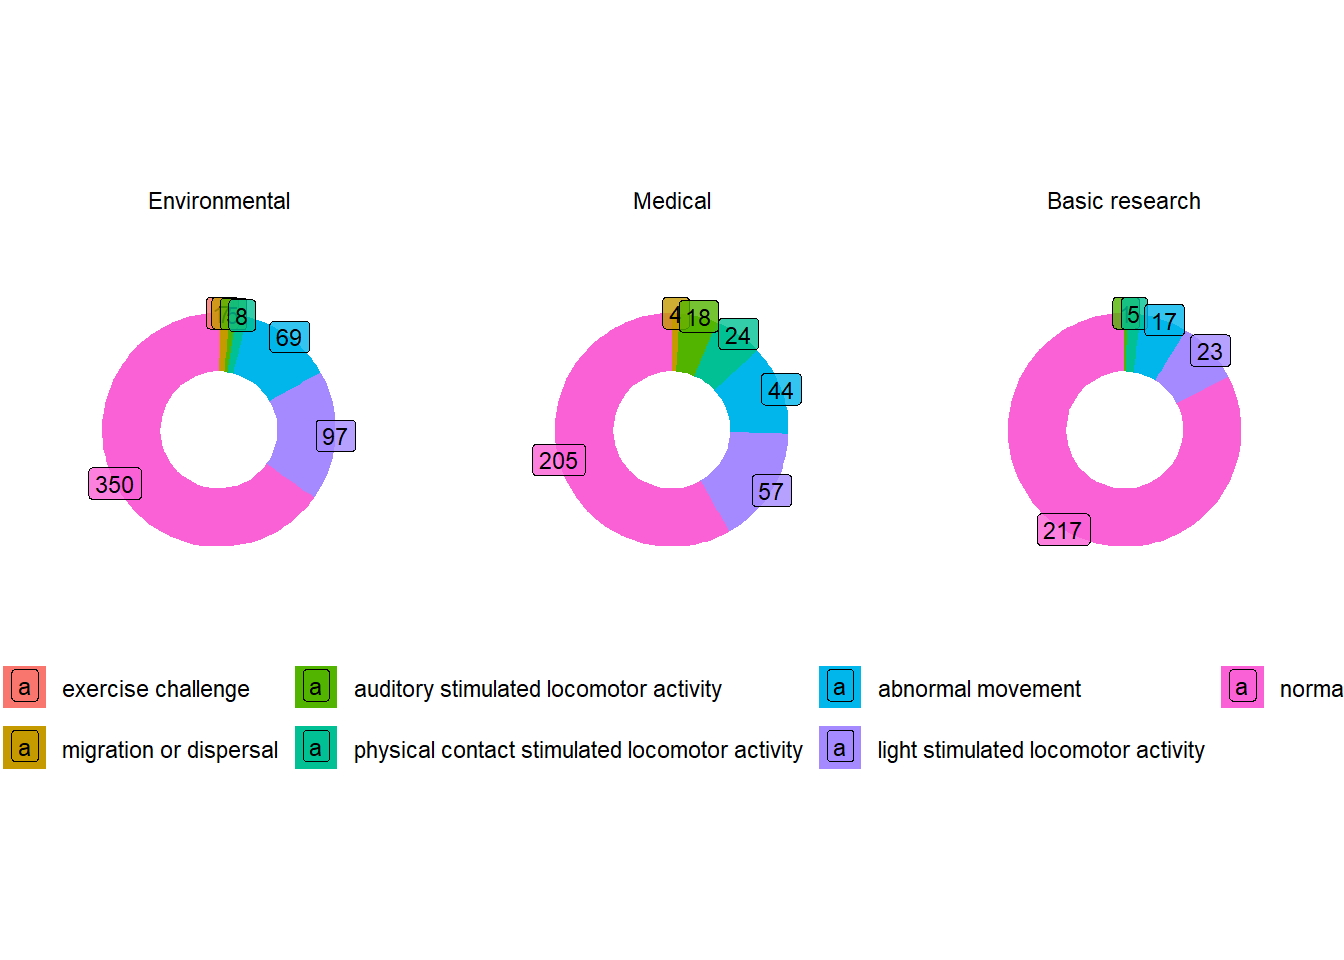 Environmental Medical Basic research
8 4 18 5
69 24 17
44 23
97
350 205 57
217
a exercise challenge a auditory stimulated locomotor activity a abnormal movement a norma
a migration or dispersal a physical contact stimulated locomotor activity a light stimulated locomotor activity